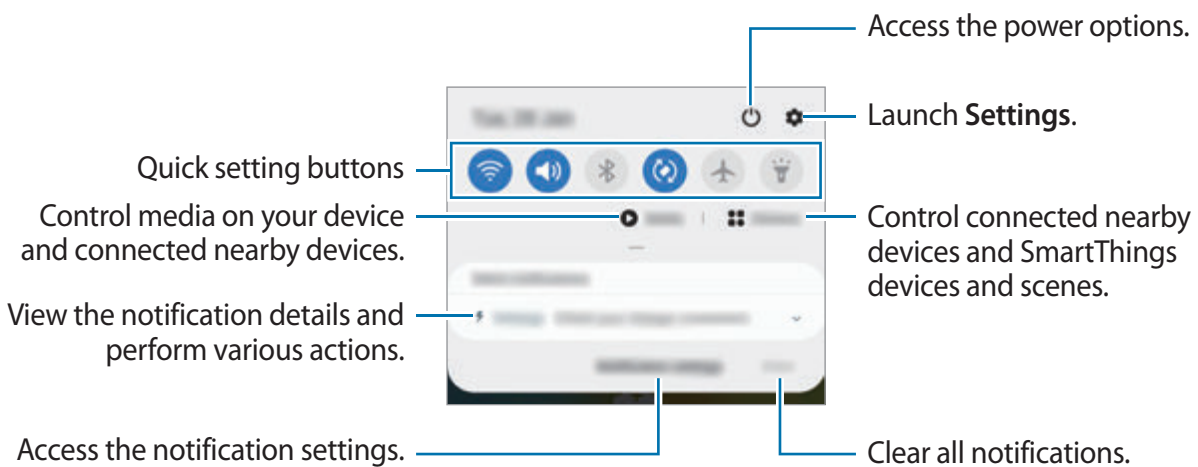 Access the power options.
Launch Settings.
Quick setting buttons
Control media on your device
and connected nearby devices.
Control connected nearby
devices and SmartThings
devices and scenes.
View the notification details and
perform various actions.
Access the notification settings.
Clear all notifications.